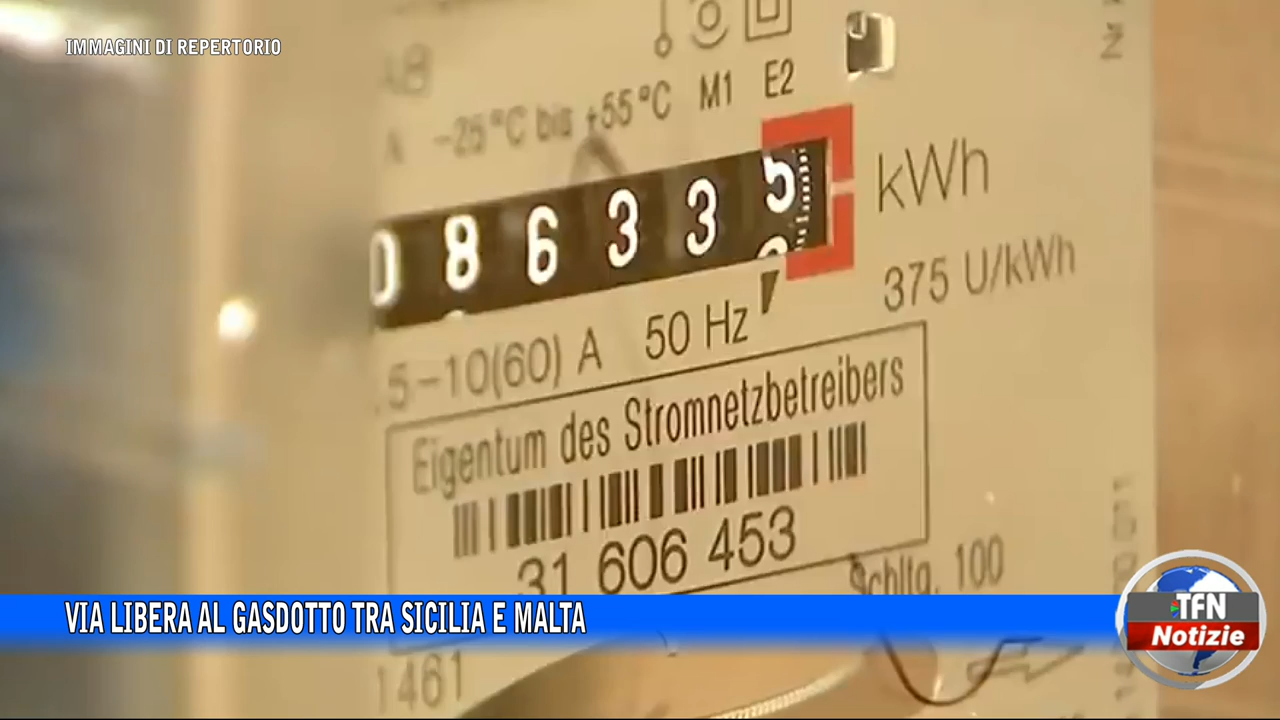 IMMAGINI DI REPERTORIO
-25°C bis +55°C M1 E2
086335 kWh
375 U/kWh
5-10(60) A 50 Hz
Eigentum des Stromnetzbetreibers
31 606 453
Schltg. 100
VIA LIBERA AL GASDOTTO TRA SICILIA E MALTA
TFN
Notizie
1461